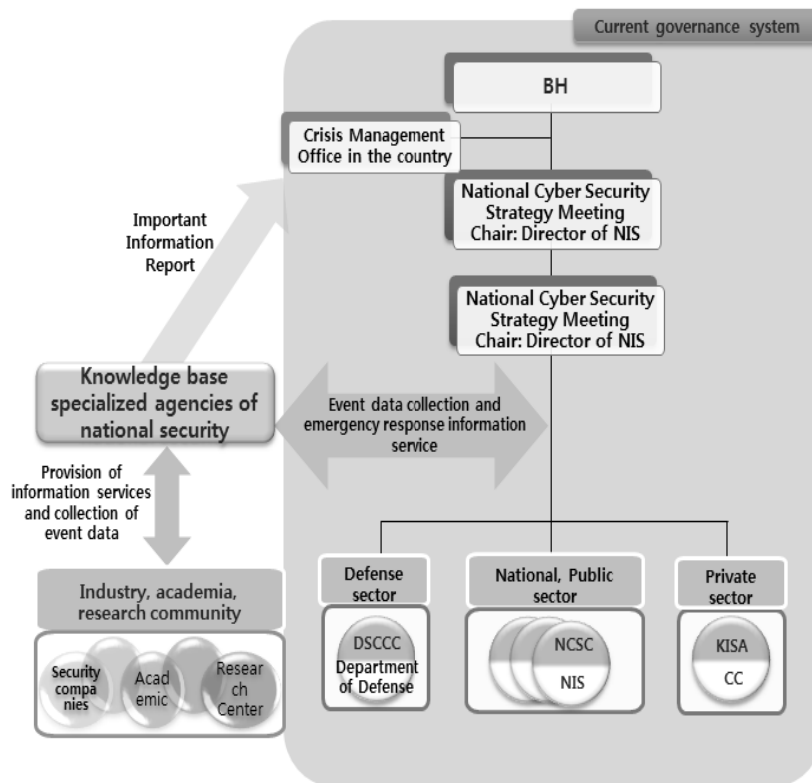 Current governance system
BH
Crisis Management
Office in the country
National Cyber Security
Strategy Meeting
Chair: Director of NIS
Important
Information
Report
National Cyber Security
Strategy Meeting
Chair: Director of NIS
Knowledge base
specialized agencies of
national security
Event data collection and
emergency response information
service
Provision of
information services
and collection of
event data
Industry, academia,
research community
Security
compa
nies
Acad
emic
Resear
ch
Center
Defense
sector
DSCCC
Department
of Defense
National, Public
sector
NCSC
NIS
Private
sector
KISA
CC